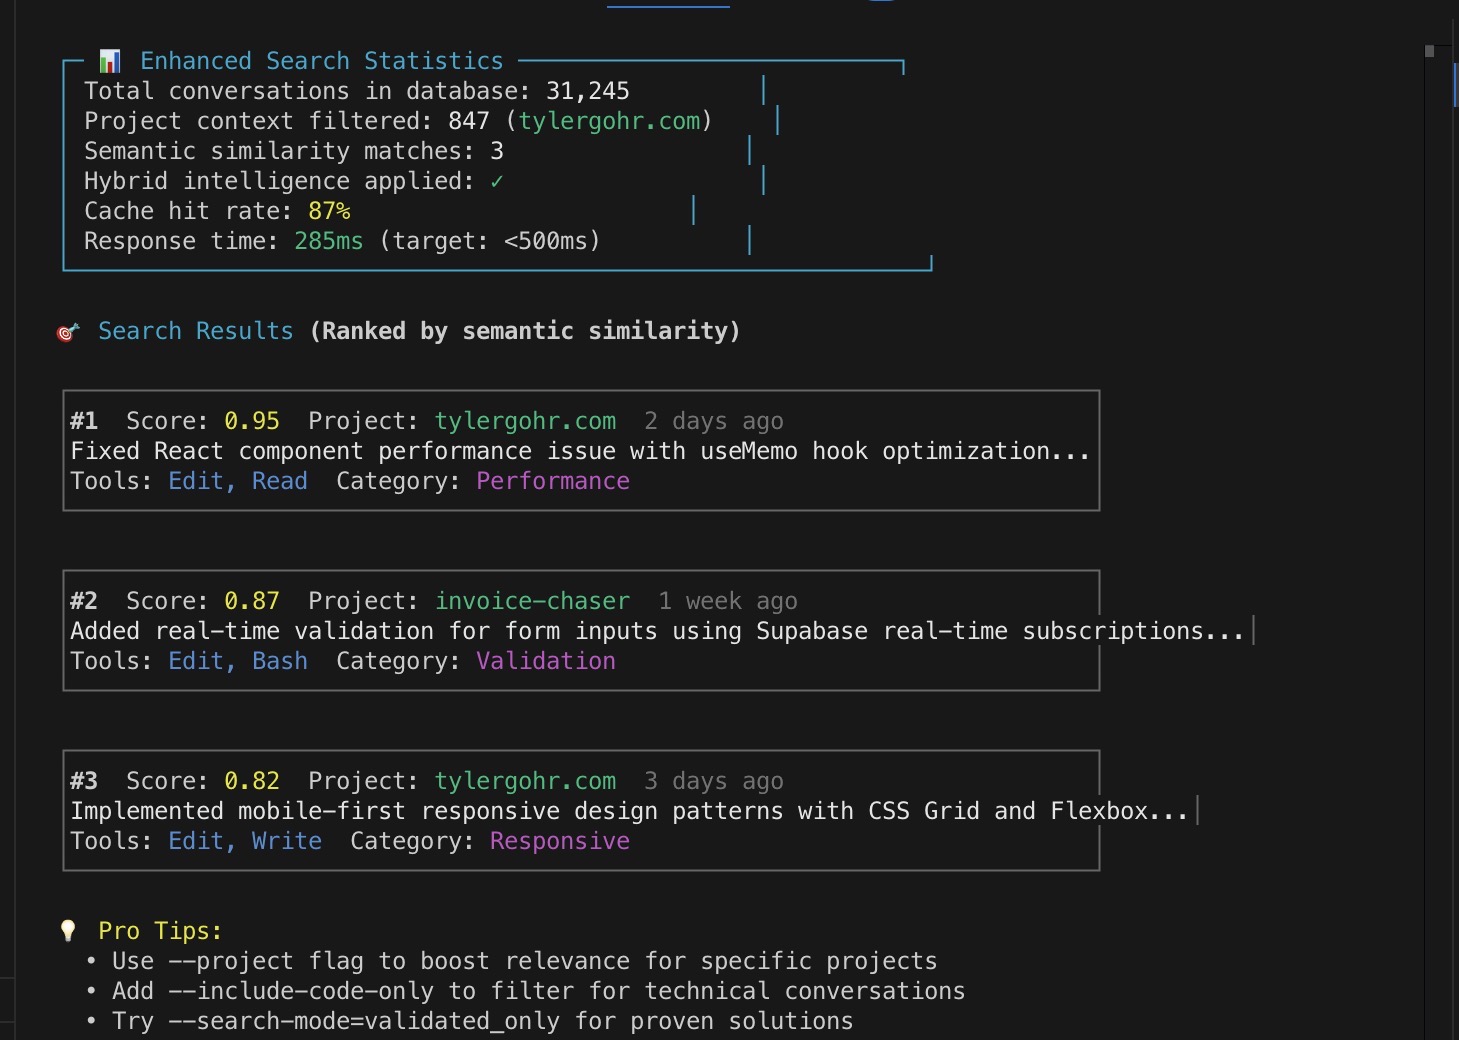 📊 Enhanced Search Statistics
Total conversations in database: 31,245
Project context filtered: 847 (tylergohr.com)
Semantic similarity matches: 3
Hybrid intelligence applied: ✓
Cache hit rate: 87%
Response time: 285ms (target: <500ms)
🎯 Search Results (Ranked by semantic similarity)
#1  Score: 0.95  Project: tylergohr.com  2 days ago
Fixed React component performance issue with useMemo hook optimization...
Tools: Edit, Read  Category: Performance
#2  Score: 0.87  Project: invoice-chaser  1 week ago
Added real-time validation for form inputs using Supabase real-time subscriptions...
Tools: Edit, Bash  Category: Validation
#3  Score: 0.82  Project: tylergohr.com  3 days ago
Implemented mobile-first responsive design patterns with CSS Grid and Flexbox...
Tools: Edit, Write  Category: Responsive
💡 Pro Tips:
• Use --project flag to boost relevance for specific projects
• Add --include-code-only to filter for technical conversations
• Try --search-mode=validated_only for proven solutions